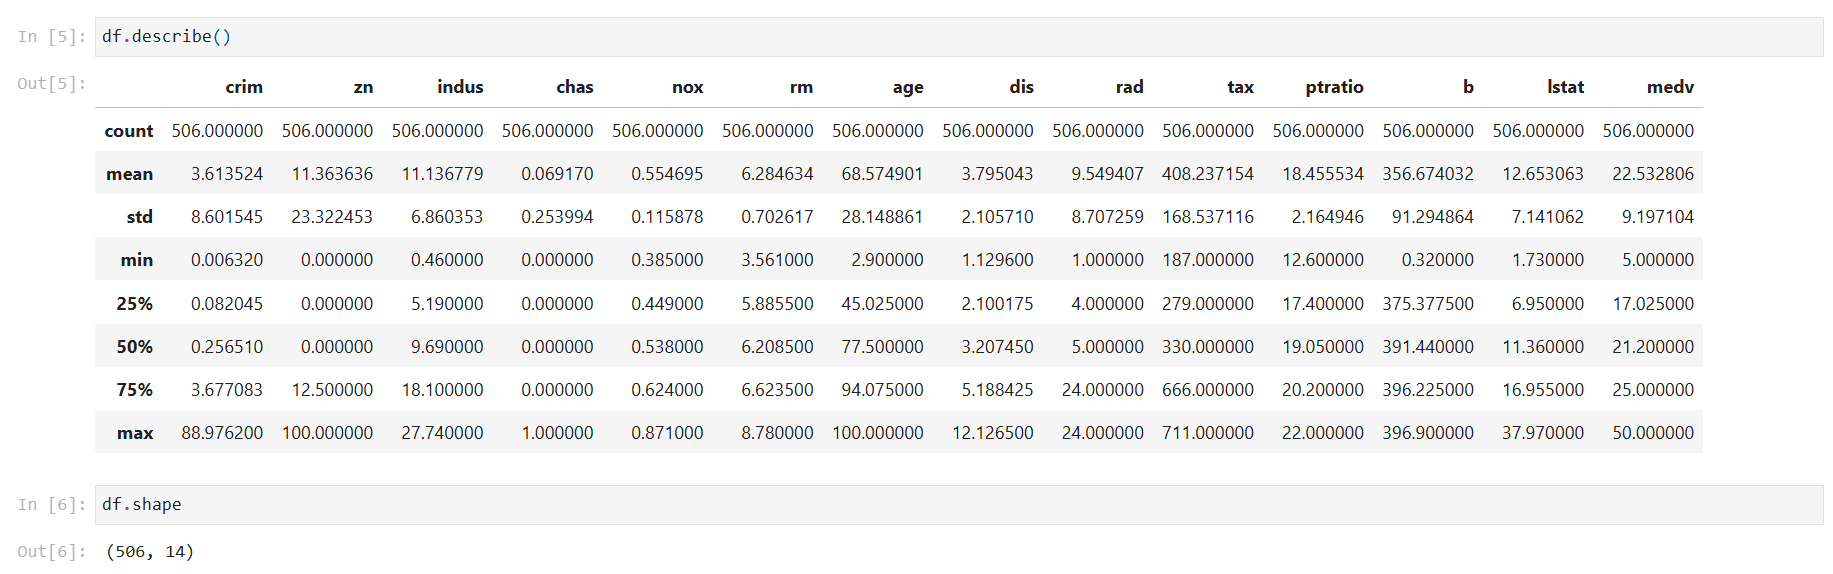 In [5]: df.describe()
Out[5]:
crim zn indus chas nox rm age dis rad tax ptratio b lstat medv
count 506.000000 506.000000 506.000000 506.000000 506.000000 506.000000 506.000000 506.000000 506.000000 506.000000 506.000000 506.000000 506.000000 506.000000
mean 3.613524 11.363636 11.136779 0.069170 0.554695 6.284634 68.574901 3.795043 9.549407 408.237154 18.455534 356.674032 12.653063 22.532806
std 8.601545 23.322453 6.860353 0.253994 0.115878 0.702617 28.148861 2.105710 8.707259 168.537116 2.164946 91.294864 7.141062 9.197104
min 0.006320 0.000000 0.460000 0.000000 0.385000 3.561000 2.900000 1.129600 1.000000 187.000000 12.600000 0.320000 1.730000 5.000000
25% 0.082045 0.000000 5.190000 0.000000 0.449000 5.885500 45.025000 2.100175 4.000000 279.000000 17.400000 375.377500 6.950000 17.025000
50% 0.256510 0.000000 9.690000 0.000000 0.538000 6.208500 77.500000 3.207450 5.000000 330.000000 19.050000 391.440000 11.360000 21.200000
75% 3.677083 12.500000 18.100000 0.000000 0.624000 6.623500 94.075000 5.188425 24.000000 666.000000 20.200000 396.225000 16.955000 25.000000
max 88.976200 100.000000 27.740000 1.000000 0.871000 8.780000 100.000000 12.126500 24.000000 711.000000 22.000000 396.900000 37.970000 50.000000
In [6]: df.shape
Out[6]: (506, 14)